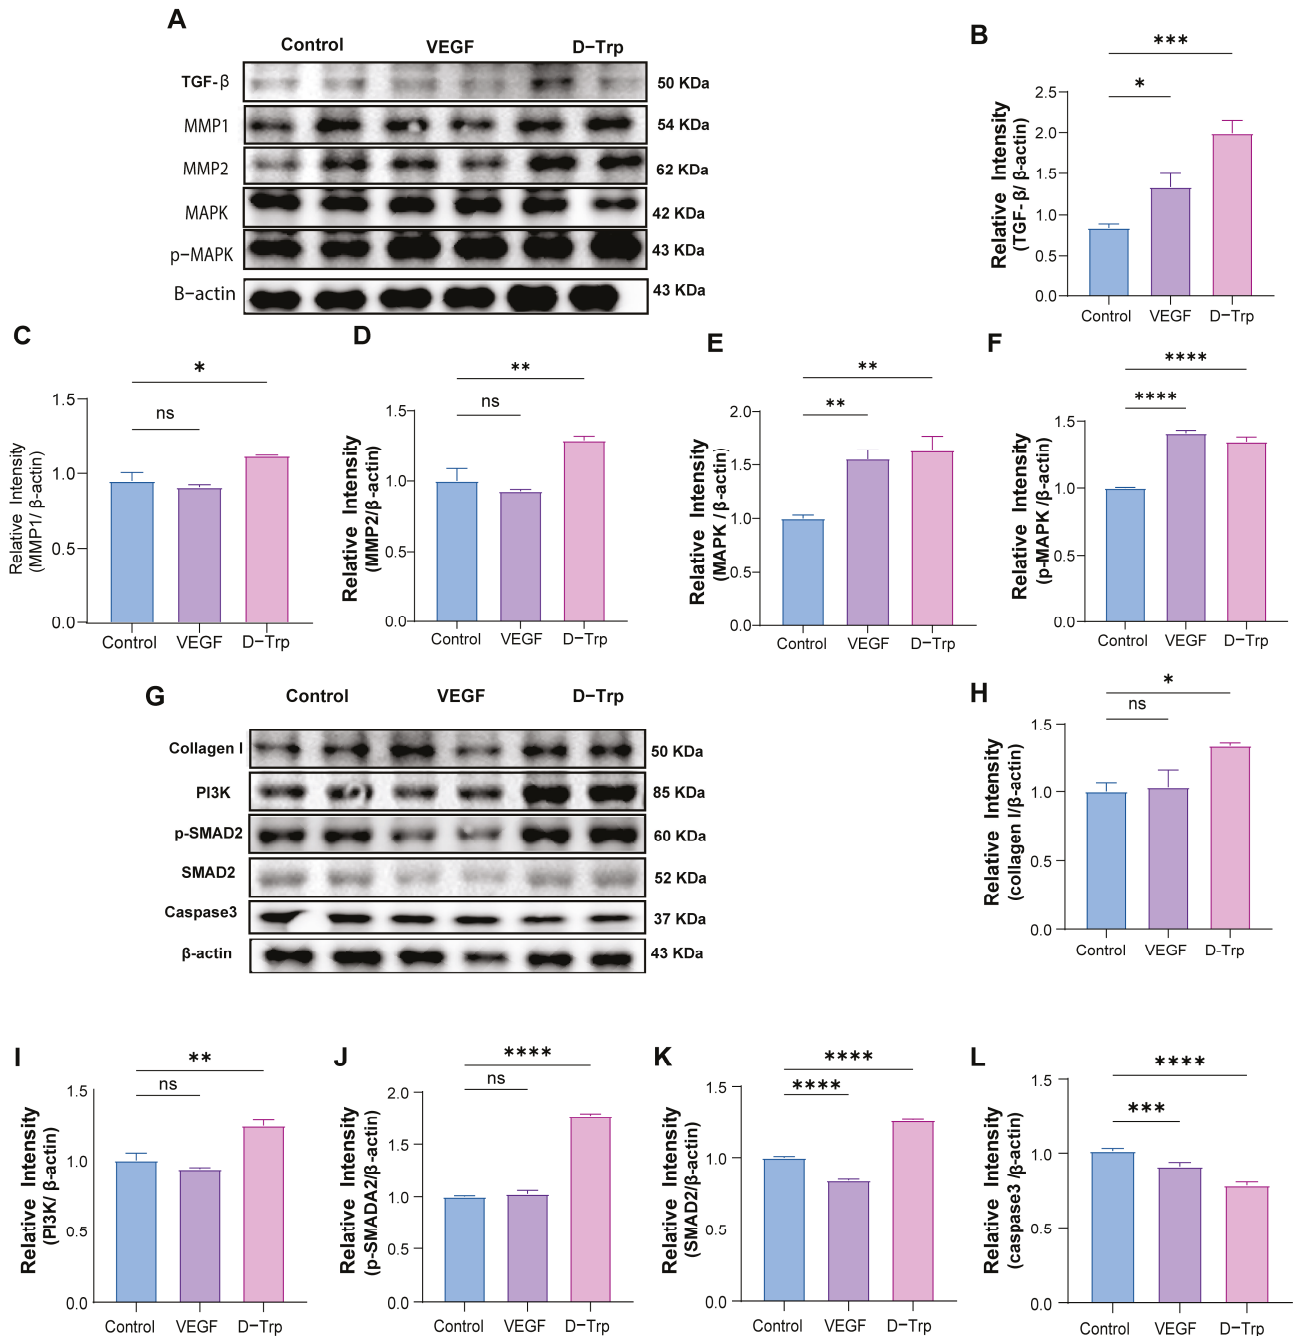 A
Control VEGF D-Trp
TGF-β 50 KDa
MMP1 54 KDa
MMP2 62 KDa
MAPK 42 KDa
p-MAPK 43 KDa
B-actin 43 KDa
B
***
*
Relative Intensity
(TGF- β/ β-actin)
2.5
2.0
1.5
1.0
0.5
0.0
Control VEGF D-Trp
C
*
ns
Relative Intensity
(MMP1/ β-actin)
1.5
1.0
0.5
0.0
Control VEGF D-Trp
D
**
ns
Relative Intensity
(MMP2/β-actin)
1.5
1.0
0.5
0.0
Control VEGF D-Trp
E
**
**
Relative Intensity
(MAPK /β-actin)
2.0
1.5
1.0
0.5
0.0
Control VEGF D-Trp
F
****
****
Relative Intensity
(p-MAPK /β-actin)
1.5
1.0
0.5
0.0
Control VEGF D-Trp
G
Control VEGF D-Trp
Collagen I 50 KDa
PI3K 85 KDa
p-SMAD2 60 KDa
SMAD2 52 KDa
Caspase3 37 KDa
β-actin 43 KDa
H
*
ns
Relative Intensity
(collagen I/β-actin)
1.5
1.0
0.5
0.0
Control VEGF D-Trp
I
**
ns
Relative Intensity
(PI3K/ β-actin)
1.5
1.0
0.5
0.0
Control VEGF D-Trp
J
****
ns
Relative Intensity
(p-SMADA2/β-actin)
2.0
1.5
1.0
0.5
0.0
Control VEGF D-Trp
K
****
****
Relative Intensity
(SMAD2/β-actin)
1.5
1.0
0.5
0.0
Control VEGF D-Trp
L
****
***
Relative Intensity
(caspase3 /β-actin)
1.5
1.0
0.5
0.0
Control VEGF D-Trp